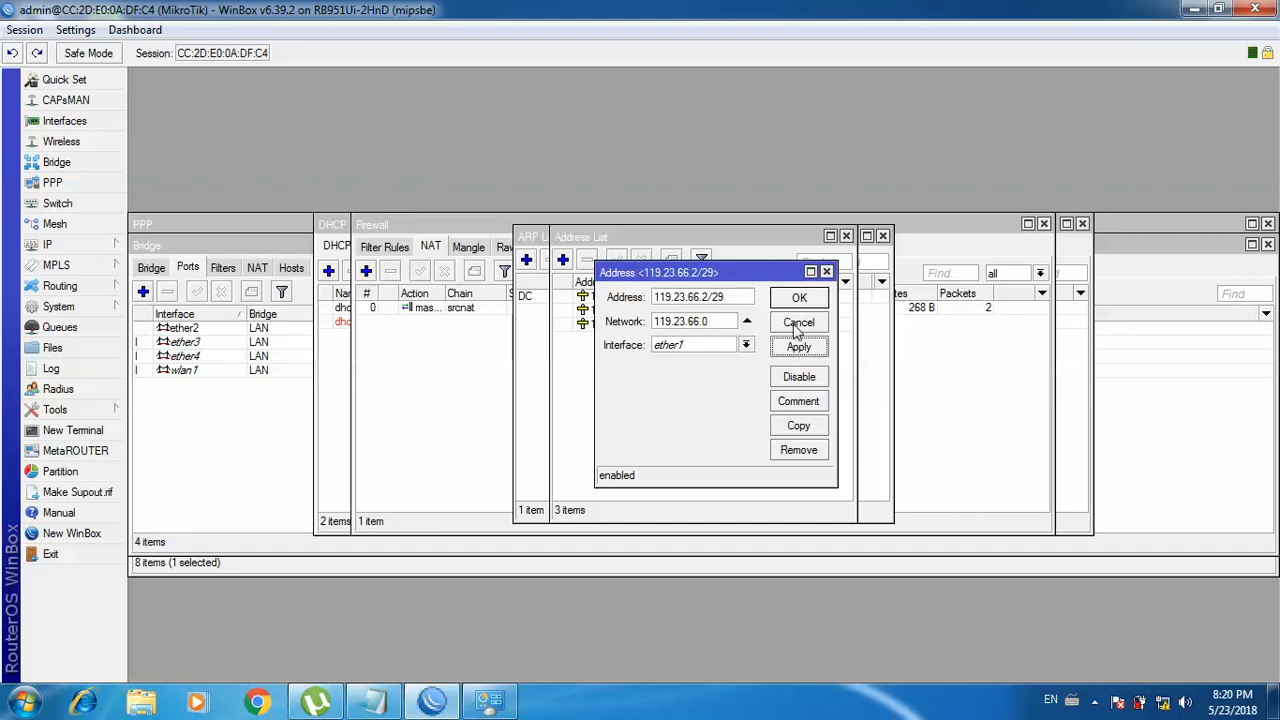 admin@CC:2D:E0:0A:DF:C4 (MikroTik) - WinBox v6.39.2 on RB951Ui-2HnD (mipsbe)
Session Settings Dashboard
Safe Mode Session: CC:2D:E0:0A:DF:C4
Quick Set
CAPsMAN
Interfaces
Wireless
Bridge
PPP
Switch
Mesh
IP
MPLS
Routing
System
Queues
Files
Log
Radius
Tools
New Terminal
MetaROUTER
Partition
Make Supout.rif
Manual
New WinBox
Exit
RouterOS WinBox
PPP
Bridge
Bridge Ports Filters NAT Hosts
Interface Bridge
ether2 LAN
I ether3 LAN
I ether4 LAN
I wlan1 LAN
4 items
8 items (1 selected)
DHCP
DHCP
2 items
Firewall
Filter Rules NAT Mangle
# Action Chain
0 mas... srcnat
1 item
Find all
Packets
268 B 2
ARP
DC
1 item
Address List
3 items
Address <119.23.66.2/29>
Address: 119.23.66.2/29
Network: 119.23.66.0
Interface: ether1
OK
Cancel
Apply
Disable
Comment
Copy
Remove
enabled
EN
8:20 PM
5/23/2018